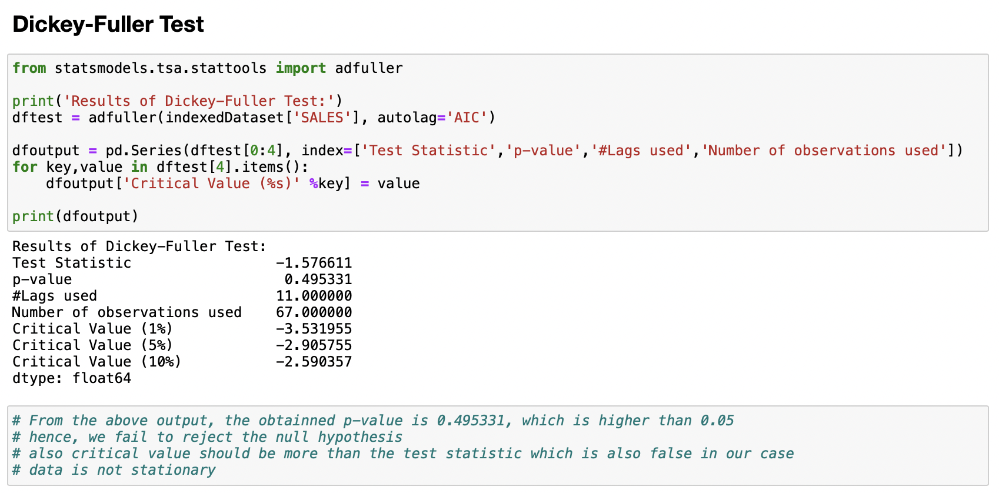 Dickey-Fuller Test
from statsmodels.tsa.stattools import adfuller
print('Results of Dickey-Fuller Test:')
dftest = adfuller(indexedDataset['SALES'], autolag='AIC')
dfoutput = pd.Series(dftest[0:4], index=['Test Statistic','p-value','#Lags used','Number of observations used'])
for key,value in dftest[4].items():
    dfoutput['Critical Value (%s)' %key] = value
print(dfoutput)
Results of Dickey-Fuller Test:
Test Statistic                 -1.576611
p-value                         0.495331
#Lags used                     11.000000
Number of observations used    67.000000
Critical Value (1%)            -3.531955
Critical Value (5%)            -2.905755
Critical Value (10%)           -2.590357
dtype: float64
# From the above output, the obtainned p-value is 0.495331, which is higher than 0.05
# hence, we fail to reject the null hypothesis
# also critical value should be more than the test statistic which is also false in our case
# data is not stationary